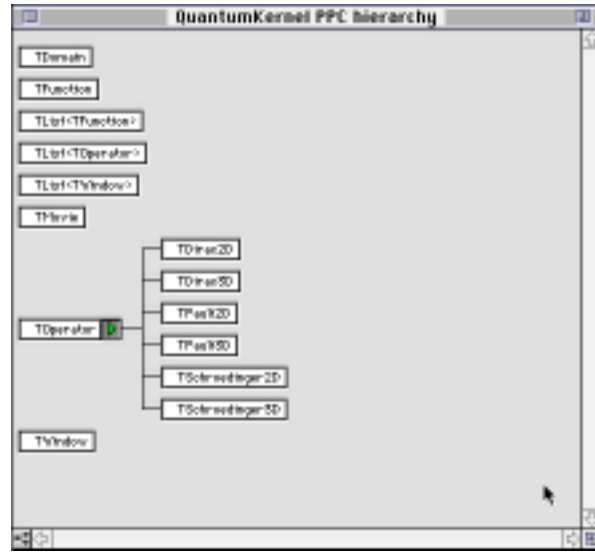 QuantumKernel PPC hierarchy
TDomain
TFunction
TList<TFunction>
TList<TOperator>
TList<TWindow>
TMovie
TDirac2D
TDirac3D
TPauli2D
TOperator
TPauli3D
TSchroedinger2D
TSchroedinger3D
TWindow